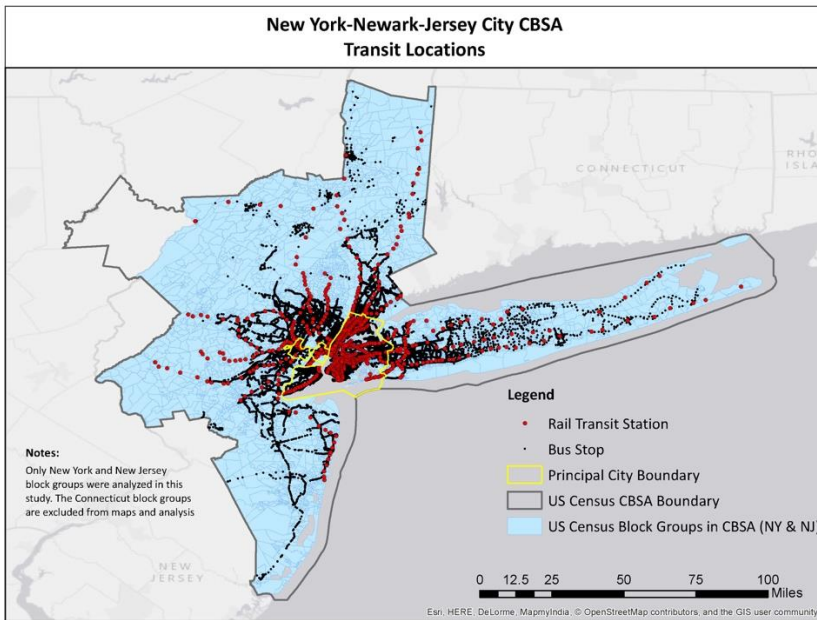 New York-Newark-Jersey City CBSA
Transit Locations
CONNECTICUT
RHO
ISLA
Legend
Rail Transit Station
Bus Stop
Principal City Boundary
US Census CBSA Boundary
US Census Block Groups in CBSA (NY & NJ)
Notes:
Only New York and New Jersey
block groups were analyzed in this
study. The Connecticut block groups
are excluded from maps and analysis
NEW
JERSEY
0 12.5 25 50 75 100
Miles
Esri, HERE, DeLorme, MapmyIndia, © OpenStreetMap contributors, and the GIS user community